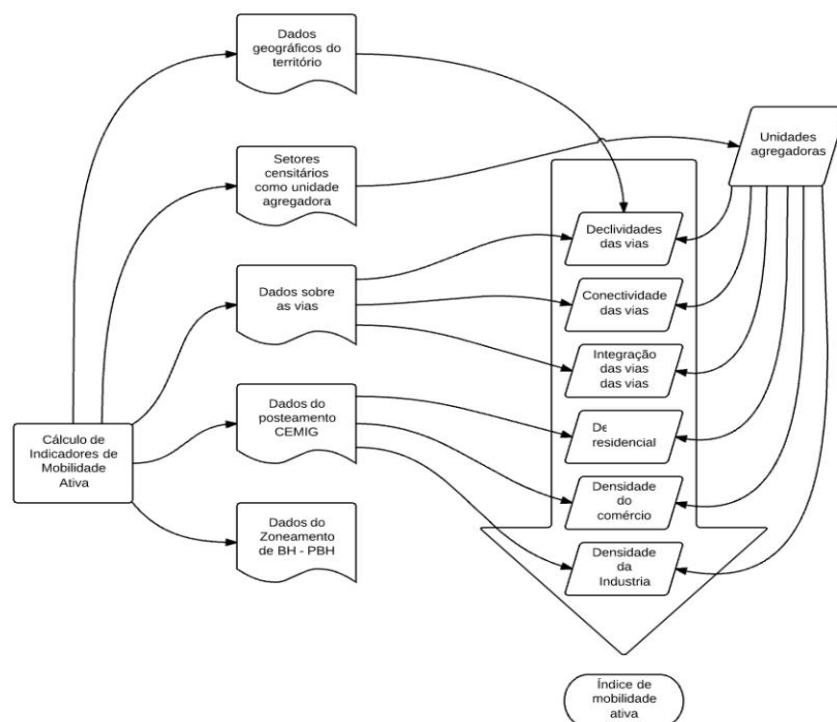 Dados
geográficos do
território
Setores
censitários
como unidade
agregadora
Dados sobre
as vias
Dados do
posteamento
CEMIG
Dados do
Zoneamento
de BH - PBH
Cálculo de
Indicadores de
Mobilidade
Ativa
Unidades
agregadoras
Declividades
das vias
Conectividade
das vias
Integração
das vias
das vias
De
residencial
Densidade
do
comércio
Densidade
da
Industria
Índice de
mobilidade
ativa